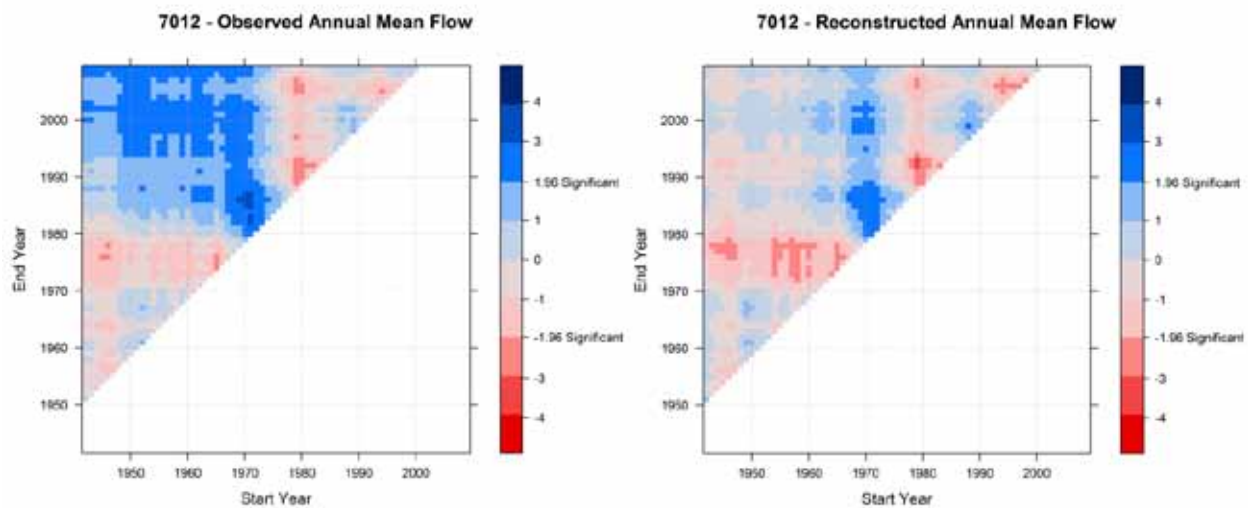 7012 - Observed Annual Mean Flow
End Year
2000
1990
1980
1970
1960
1950
1950 1960 1970 1980 1990 2000
Start Year
4
3
1.96 Significant
1
0
-1
-1.96 Significant
-3
-4
7012 - Reconstructed Annual Mean Flow
End Year
2000
1990
1980
1970
1960
1950
1950 1960 1970 1980 1990 2000
Start Year
4
3
1.96 Significant
1
0
-1
-1.96 Significant
-3
-4